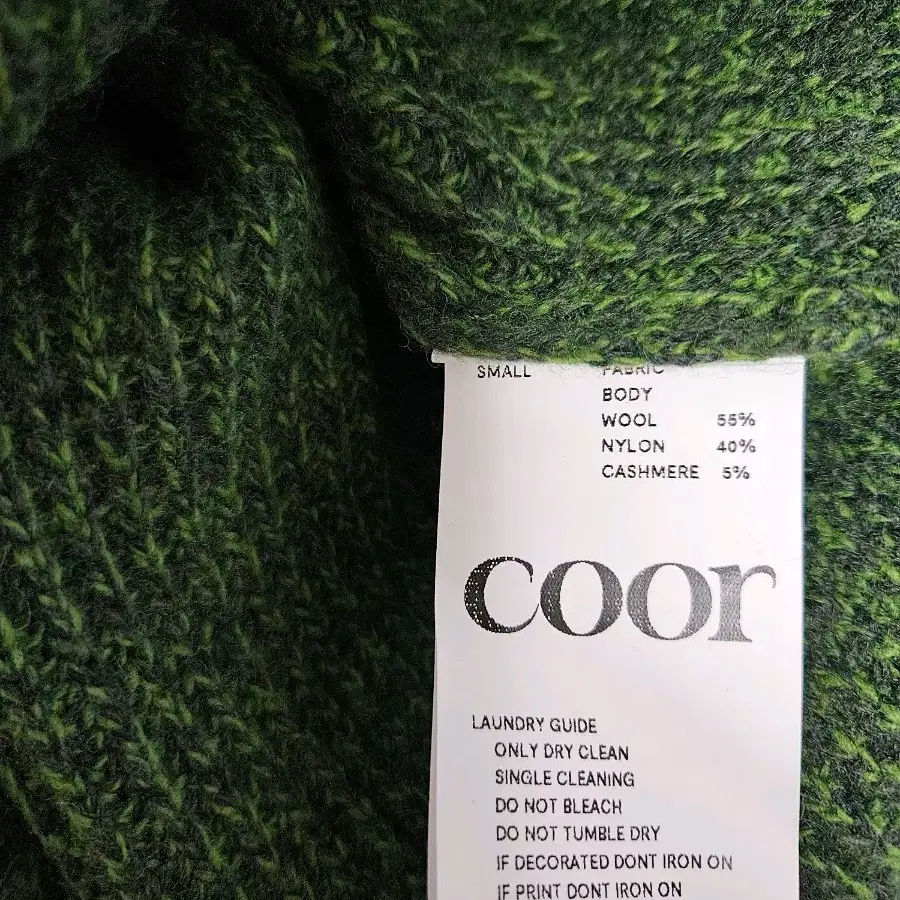 SMALL FABRIC
BODY
WOOL 55%
NYLON 40%
CASHMERE 5%
coor
LAUNDRY GUIDE
ONLY DRY CLEAN
SINGLE CLEANING
DO NOT BLEACH
DO NOT TUMBLE DRY
IF DECORATED DONT IRON ON
IF PRINT DONT IRON ON